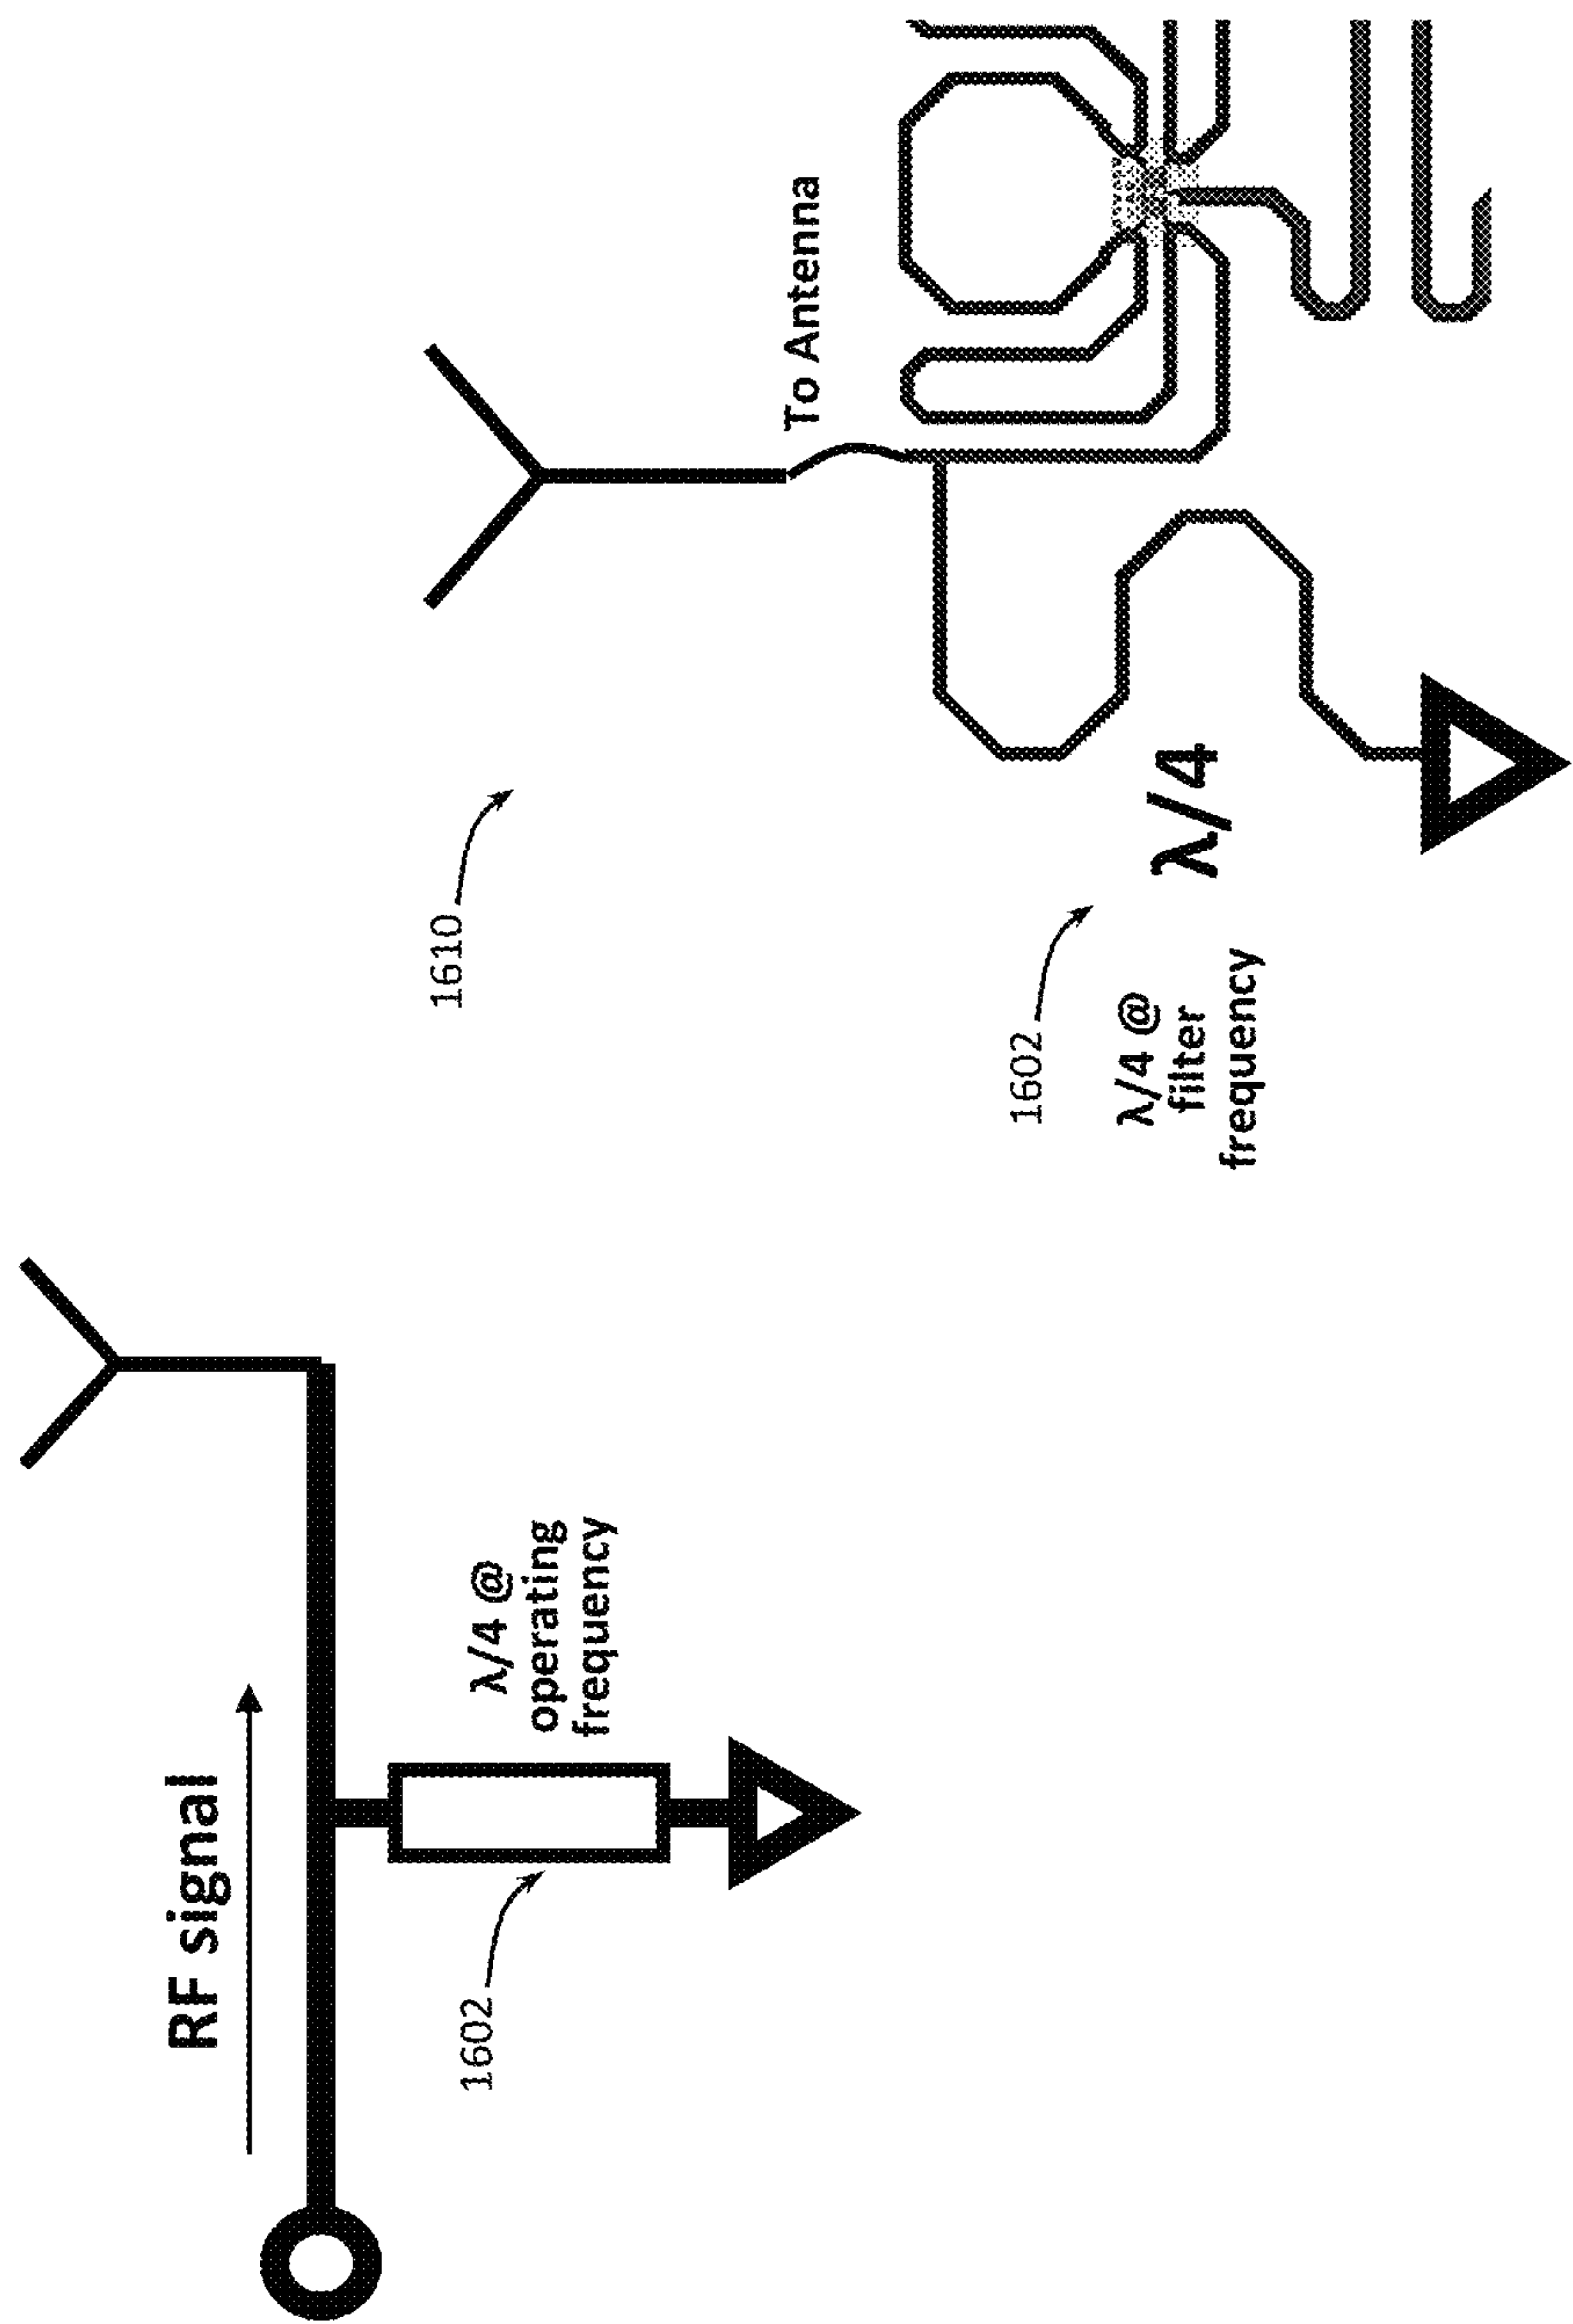 RF signal
1602
λ/4 @
operating
frequency
1610
To Antenna
1602
λ/4
λ/4 @
filter
frequency